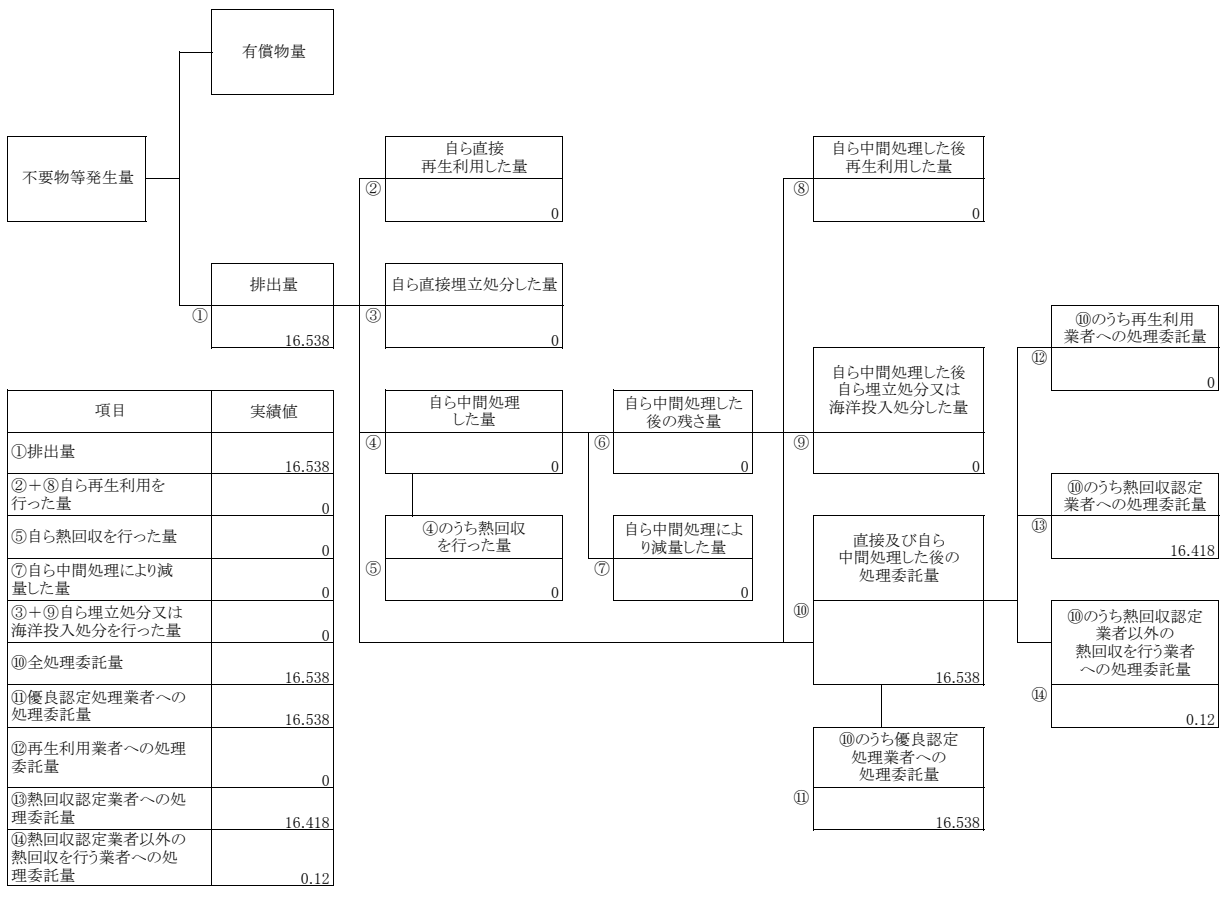 有償物量
不要物等発生量
自ら直接
再生利用した量
②
0
自ら中間処理した後
再生利用した量
⑧
0
排出量
①
16.538
自ら直接埋立処分した量
③
0
⑩のうち再生利用
業者への処理委託量
⑫
0
自ら中間処理
した量
④
0
自ら中間処理した
後の残さ量
⑥
0
自ら中間処理した後
自ら埋立処分又は
海洋投入処分した量
⑨
0
⑩のうち熱回収認定
業者への処理委託量
⑬
16.418
④のうち熱回収
を行った量
⑤
0
自ら中間処理によ
り減量した量
⑦
0
直接及び自ら
中間処理した後の
処理委託量
⑩
16.538
⑩のうち熱回収認定
業者以外の
熱回収を行う業者
への処理委託量
⑭
0.12
⑩のうち優良認定
処理業者への
処理委託量
⑪
16.538
項目 実績値
①排出量
16.538
②＋⑧自ら再生利用を
行った量
0
⑤自ら熱回収を行った量
0
⑦自ら中間処理により減
量した量
0
③＋⑨自ら埋立処分又は
海洋投入処分を行った量
0
⑩全処理委託量
16.538
⑪優良認定処理業者への
処理委託量
16.538
⑫再生利用業者への処理
委託量
0
⑬熱回収認定業者への処
理委託量
16.418
⑭熱回収認定業者以外の
熱回収を行う業者への処
理委託量
0.12